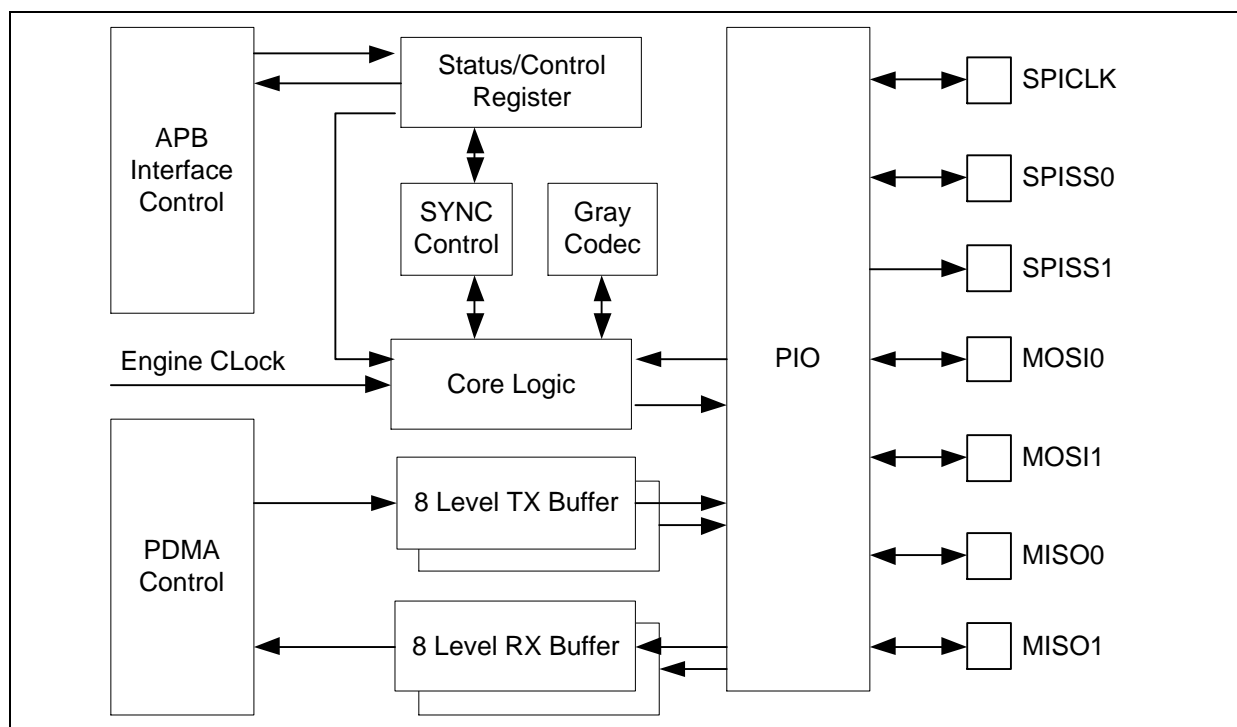 APB
Interface
Control
Status/Control
Register
SYNC
Control
Gray
Codec
Engine CLock
Core Logic
PDMA
Control
8 Level TX Buffer
8 Level RX Buffer
PIO
SPICLK
SPISS0
SPISS1
MOSI0
MOSI1
MISO0
MISO1